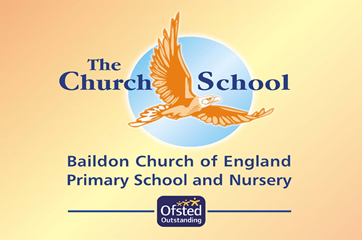 The
Church School
Baildon Church of England
Primary School and Nursery
Ofsted
Outstanding